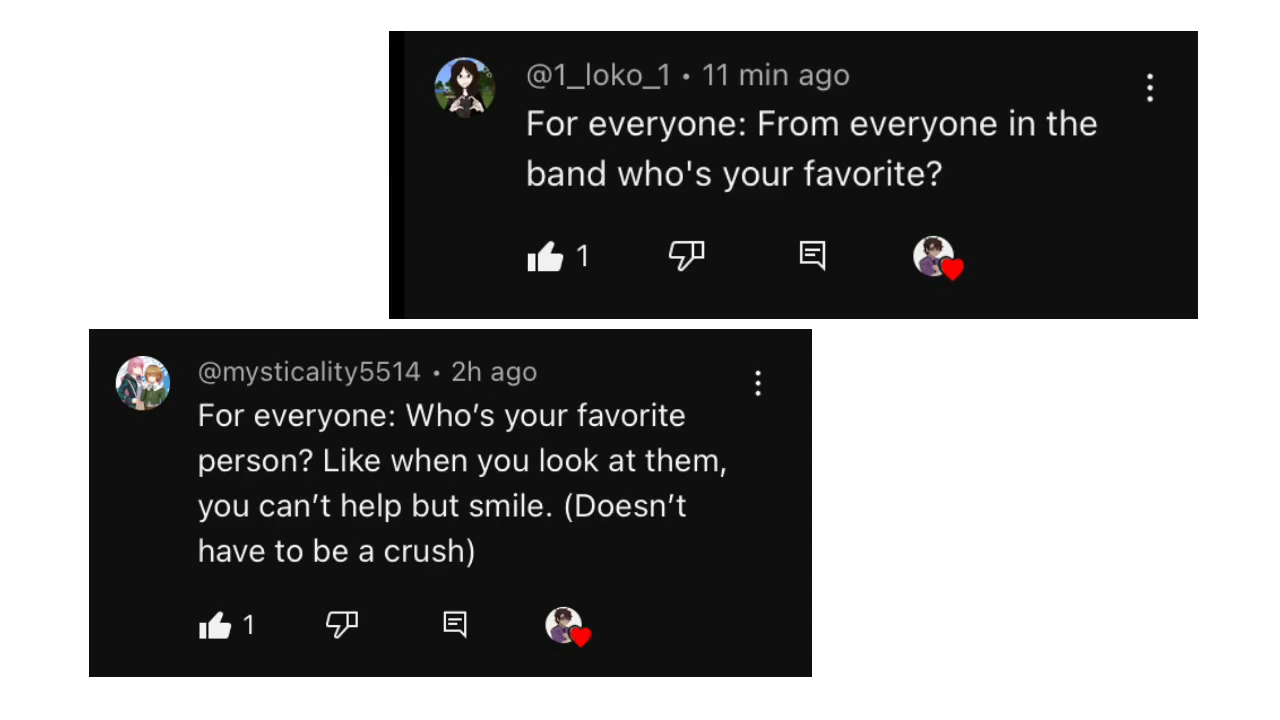 @1_loko_1 • 11 min ago
For everyone: From everyone in the
band who's your favorite?
1
@mysticality5514 • 2h ago
For everyone: Who’s your favorite
person? Like when you look at them,
you can’t help but smile. (Doesn’t
have to be a crush)
1